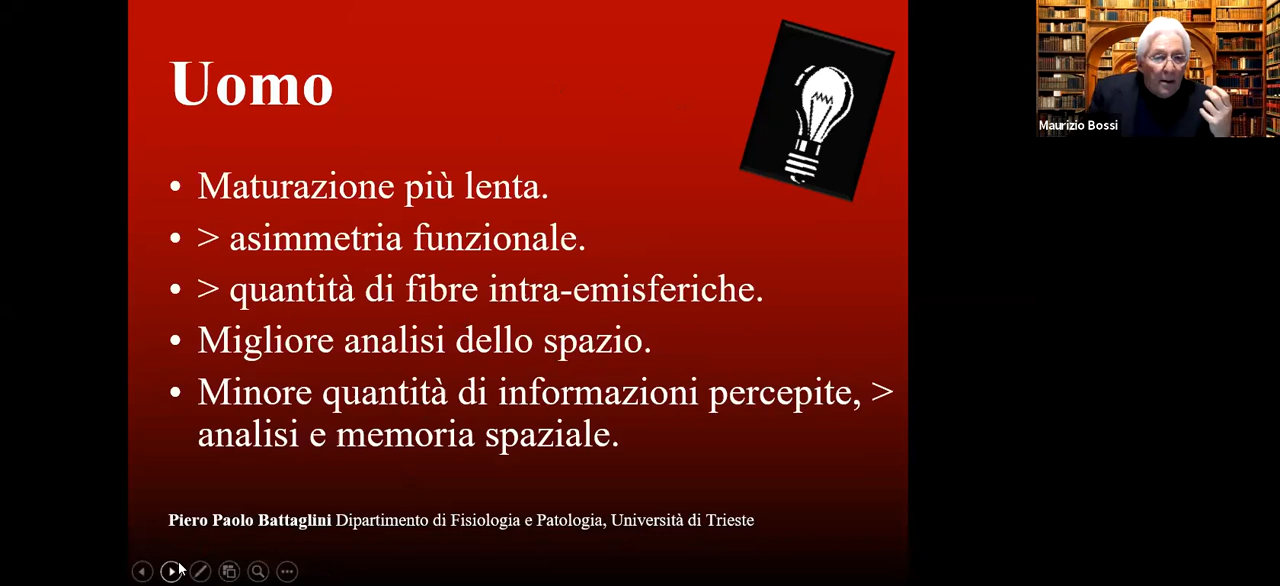 Uomo
• Maturazione più lenta.
• > asimmetria funzionale.
• > quantità di fibre intra-emisferiche.
• Migliore analisi dello spazio.
• Minore quantità di informazioni percepite, >
analisi e memoria spaziale.
Piero Paolo Battaglini Dipartimento di Fisiologia e Patologia, Università di Trieste
Maurizio Bossi